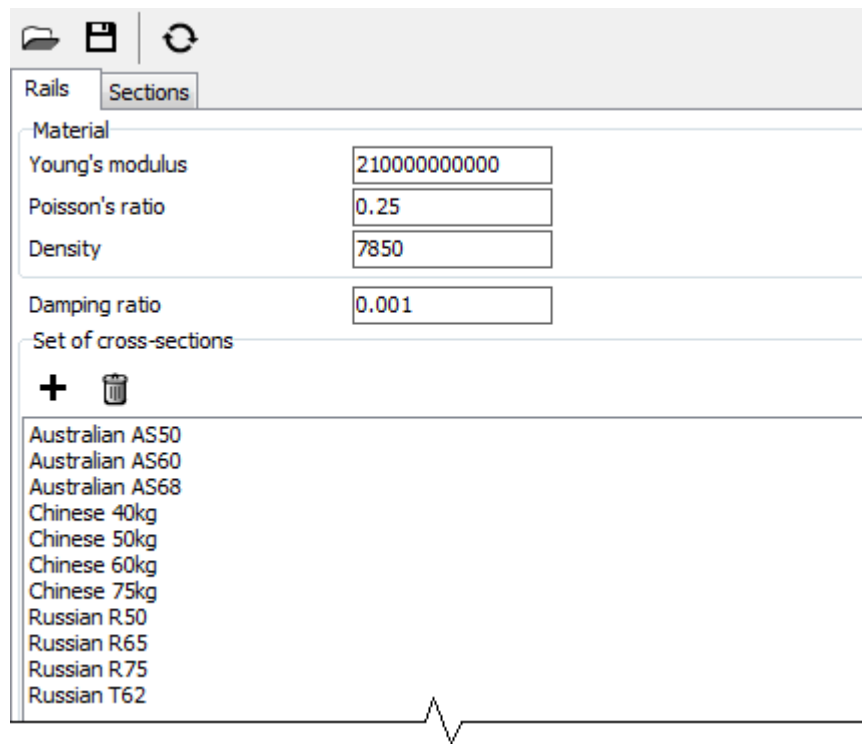 Rails Sections
Material
Young's modulus 210000000000
Poisson's ratio 0.25
Density 7850
Damping ratio 0.001
Set of cross-sections
Australian AS50
Australian AS60
Australian AS68
Chinese 40kg
Chinese 50kg
Chinese 60kg
Chinese 75kg
Russian R50
Russian R65
Russian R75
Russian T62